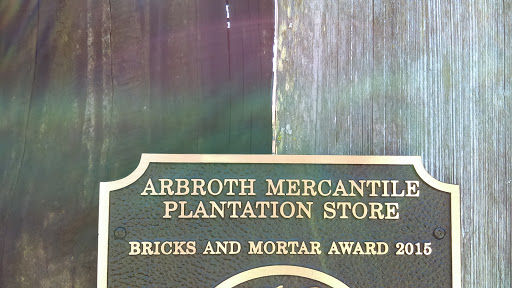 ARBROTH MERCANTILE
PLANTATION STORE
BRICKS AND MORTAR AWARD 2015